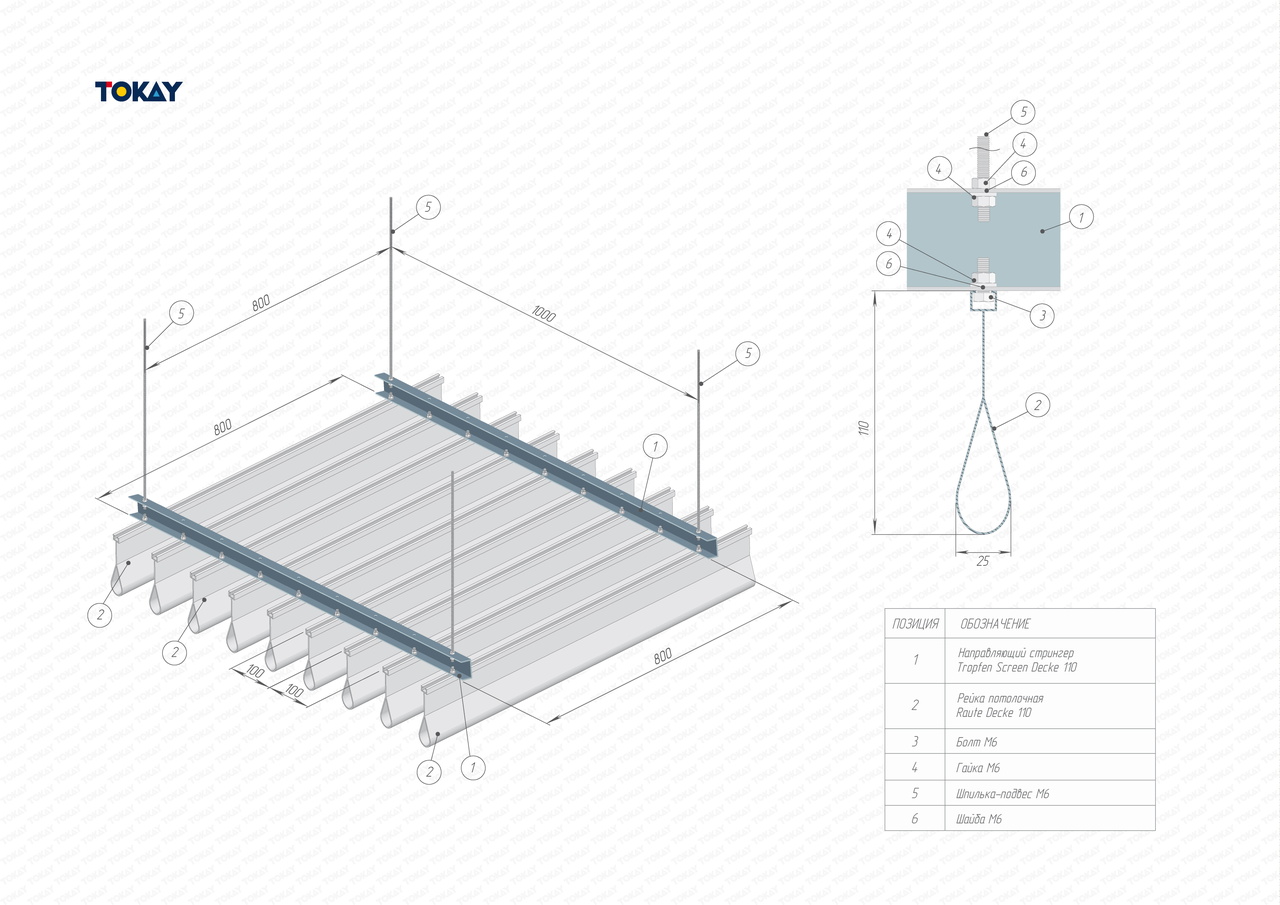 TOKAY
5
800
5
1000
5
800
1
2
2
100
100
800
2
1
5
4
4
6
1
4
6
3
2
110
25
ПОЗИЦИЯ ОБОЗНАЧЕНИЕ
1 Направляющий стрингер
Tropfen Screen Decke 110
2 Рейка потолочная
Raute Decke 110
3 Болт М6
4 Гайка М6
5 Шпилька-подвес М6
6 Шайба М6